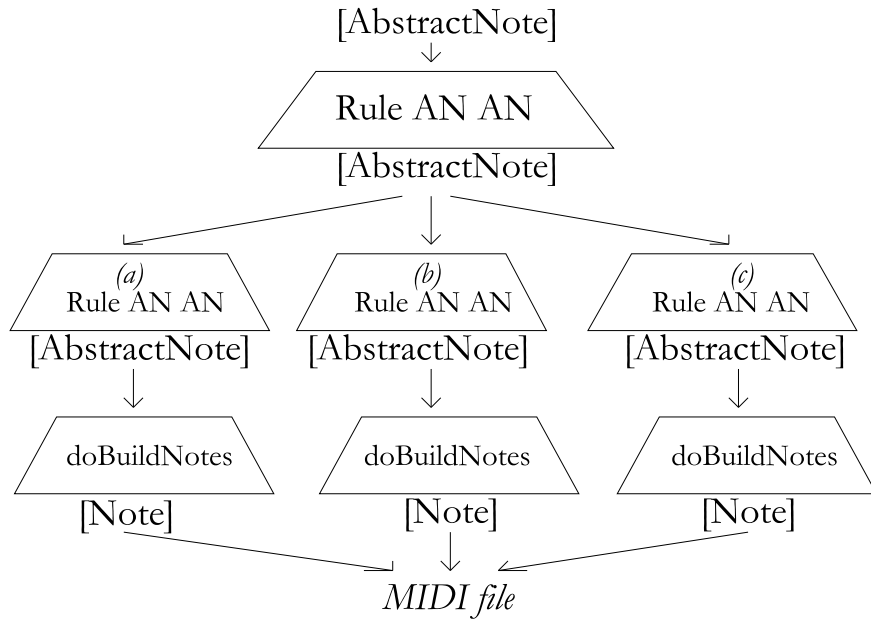 [AbstractNote]
Rule AN AN
[AbstractNote]
(a)
Rule AN AN
[AbstractNote]
doBuildNotes
[Note]
(b)
Rule AN AN
[AbstractNote]
doBuildNotes
[Note]
(c)
Rule AN AN
[AbstractNote]
doBuildNotes
[Note]
MIDI file